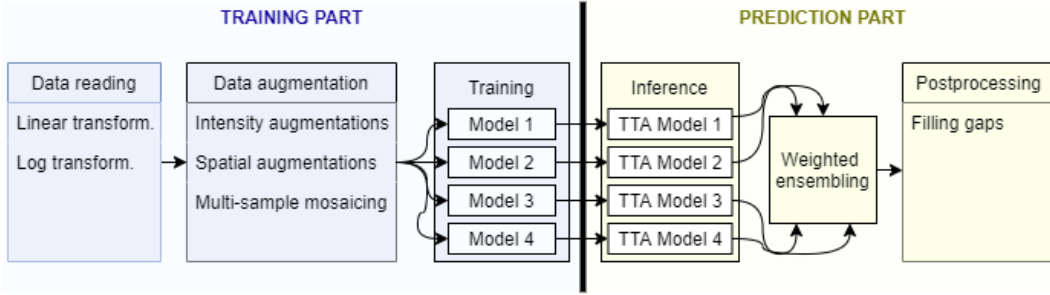 TRAINING PART
PREDICTION PART
Data reading
Linear transform.
Log transform.
Data augmentation
Intensity augmentations
Spatial augmentations
Multi-sample mosaicing
Training
Model 1
Model 2
Model 3
Model 4
Inference
TTA Model 1
TTA Model 2
TTA Model 3
TTA Model 4
Weighted
ensembling
Postprocessing
Filling gaps